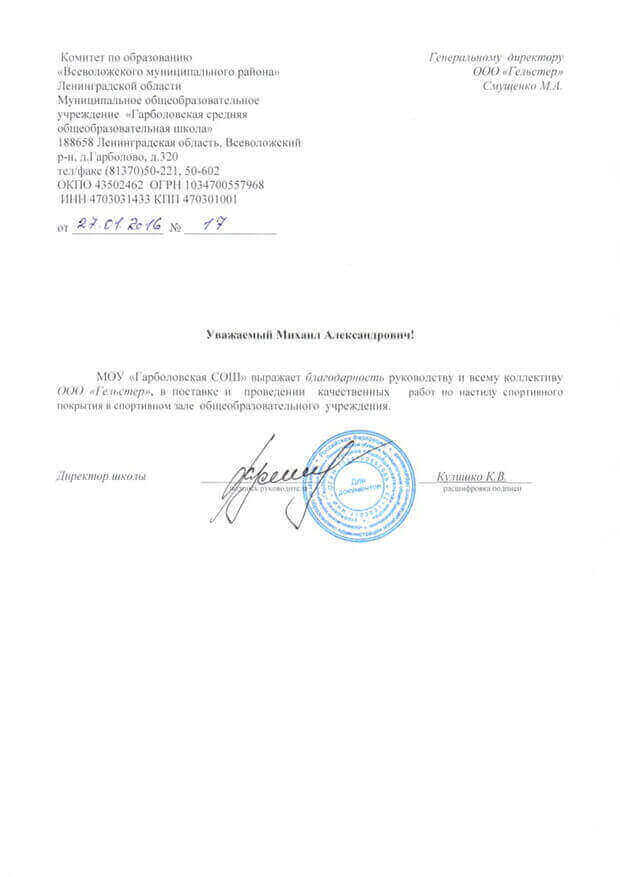 Комитет по образованию
«Всеволожского муниципального района»
Ленинградской области
Муниципальное общеобразовательное
учреждение «Гарболовская средняя
общеобразовательная школа»
188658 Ленинградская область, Всеволожский
р-н, д.Гарболово, д.320
тел/факс (81370)50-221, 50-602
ОКПО 43502462 ОГРН 1034700557968
ИНН 4703031433 КПП 470301001
от 27.01.2016 № 17
Генеральному директору
ООО «Гельстер»
Смущенко М.А.
Уважаемый Михаил Александрович!
МОУ «Гарболовская СОШ» выражает благодарность руководству и всему коллективу
ООО «Гельстер», в поставке и проведении качественных работ по настилу спортивного
покрытия в спортивном зале общеобразовательного учреждения.
Директор школы
подпись руководителя
Для
документов
Кулишко К.В.
расшифровка подписи